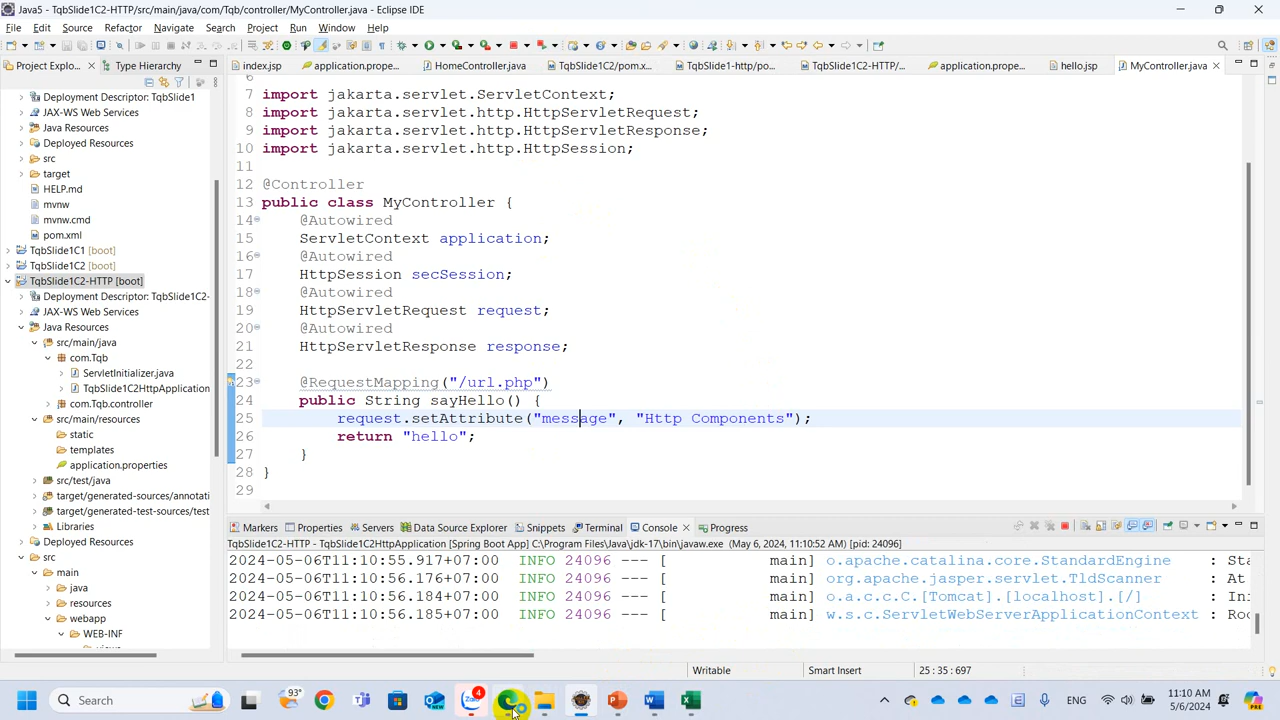 Java5 - TqbSlide1C2-HTTP/src/main/java/com/Tqb/controller/MyController.java - Eclipse IDE
File Edit Source Refactor Navigate Search Project Run Window Help
Project Explo... Type Hierarchy
index.jsp application.prope... HomeController.java TqbSlide1C2/pom.x... TqbSlide1-http/po... TqbSlide1C2-HTTP/... application.prope... hello.jsp MyController.java
Deployment Descriptor: TqbSlide1
JAX-WS Web Services
Java Resources
Deployed Resources
src
target
HELP.md
mvnw
mvnw.cmd
pom.xml
TqbSlide1C1 [boot]
TqbSlide1C2 [boot]
TqbSlide1C2-HTTP [boot]
Deployment Descriptor: TqbSlide1C2-
JAX-WS Web Services
Java Resources
src/main/java
com.Tqb
ServletInitializer.java
TqbSlide1C2HttpApplication
com.Tqb.controller
src/main/resources
static
templates
application.properties
src/test/java
target/generated-sources/annotati
target/generated-test-sources/test
Libraries
Deployed Resources
src
main
java
resources
webapp
WEB-INF
6
7 import jakarta.servlet.ServletContext;
8 import jakarta.servlet.http.HttpServletRequest;
9 import jakarta.servlet.http.HttpServletResponse;
10 import jakarta.servlet.http.HttpSession;
11
12 @Controller
13 public class MyController {
14 @Autowired
15 ServletContext application;
16 @Autowired
17 HttpSession secSession;
18 @Autowired
19 HttpServletRequest request;
20 @Autowired
21 HttpServletResponse response;
22
23 @RequestMapping("/url.php")
24 public String sayHello() {
25 request.setAttribute("message", "Http Components");
26 return "hello";
27 }
28 }
29
Markers Properties Servers Data Source Explorer Snippets Terminal Console Progress
TqbSlide1C2-HTTP - TqbSlide1C2HttpApplication [Spring Boot App] C:\Program Files\Java\jdk-17\bin\javaw.exe (May 6, 2024, 11:10:52 AM) [pid: 24096]
2024-05-06T11:10:55.917+07:00 INFO 24096 --- [ main] o.apache.catalina.core.StandardEngine : Sta
2024-05-06T11:10:56.176+07:00 INFO 24096 --- [ main] org.apache.jasper.servlet.TldScanner : At
2024-05-06T11:10:56.184+07:00 INFO 24096 --- [ main] o.a.c.c.C.[Tomcat].[localhost].[/] : Ini
2024-05-06T11:10:56.185+07:00 INFO 24096 --- [ main] w.s.c.ServletWebServerApplicationContext : Roo
Writable Smart Insert 25 : 35 : 697
Search 93° Zalo 4 ENG 11:10 AM
5/6/2024